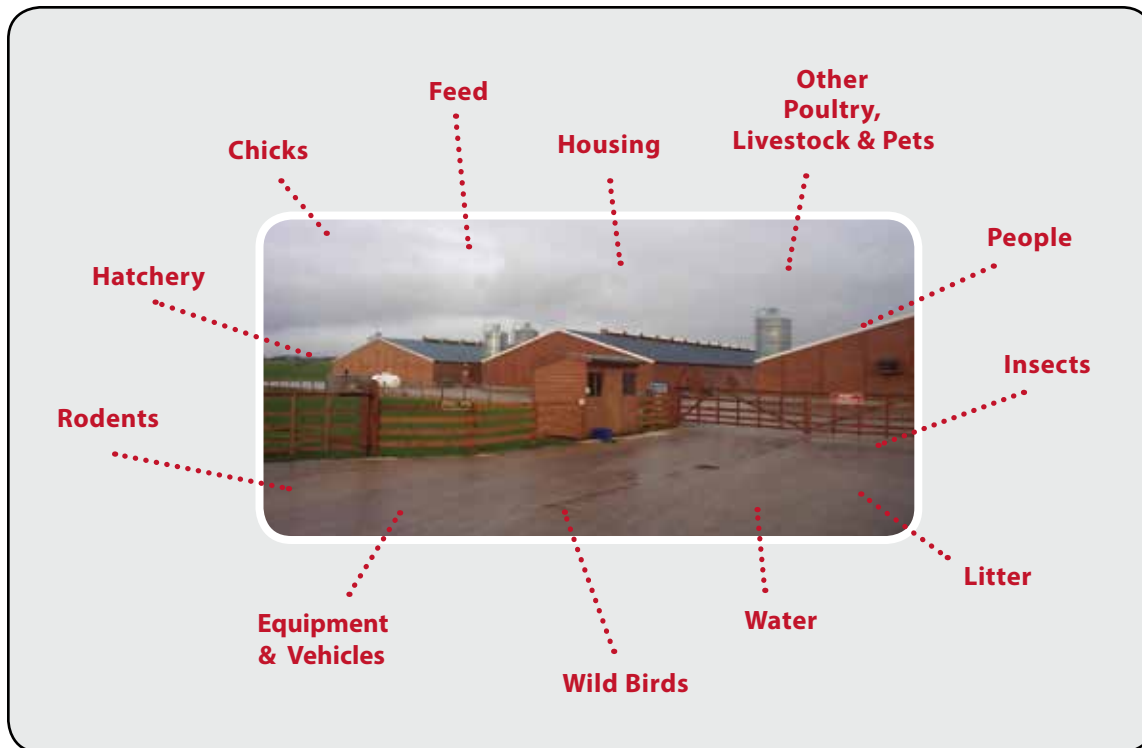 Feed
Other
Poultry,
Livestock & Pets
Housing
Chicks
People
Hatchery
Insects
Rodents
Litter
Equipment
& Vehicles
Water
Wild Birds